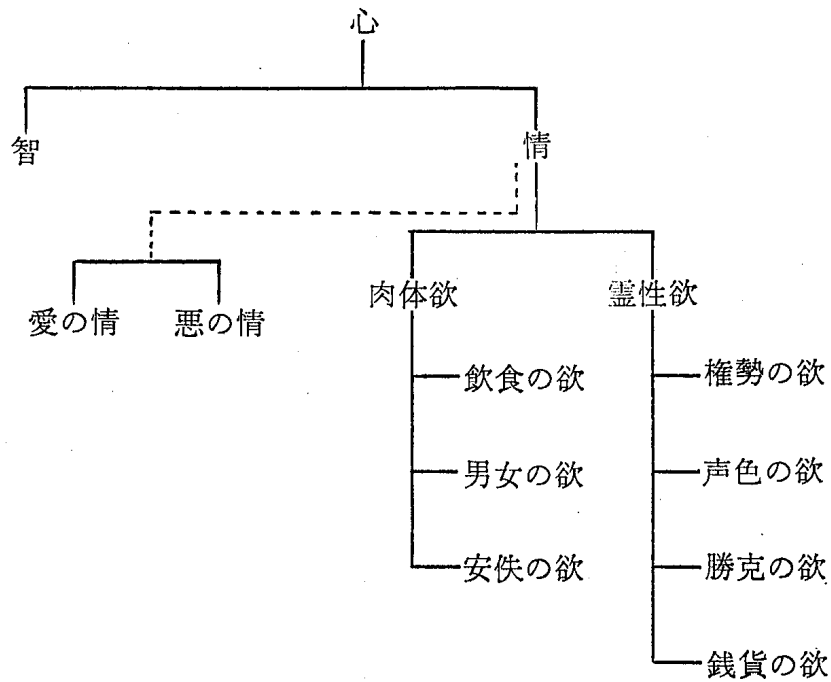 心
智
情
愛の情
悪の情
肉体欲
霊性欲
飲食の欲
権勢の欲
男女の欲
声色の欲
安佚の欲
勝克の欲
銭貨の欲